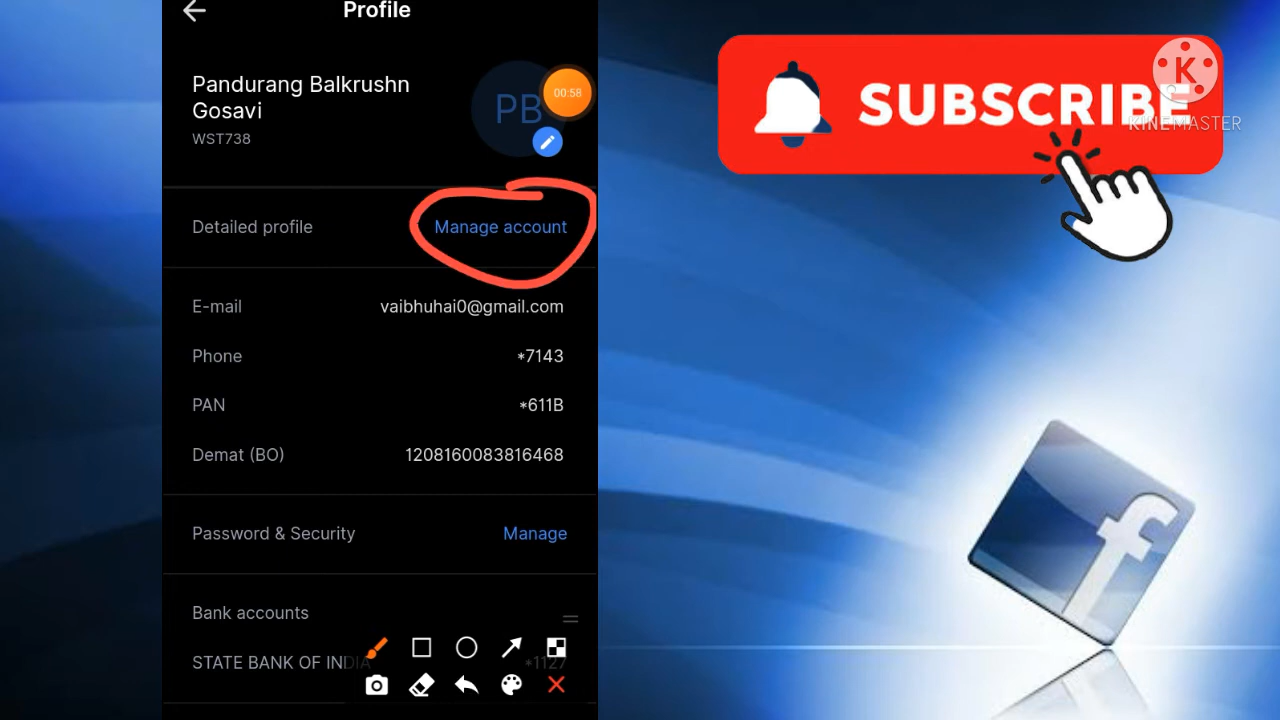 Profile
Pandurang Balkrushn
Gosavi
WST738
PB
00:58
Detailed profile Manage account
E-mail vaibhuhai0@gmail.com
Phone *7143
PAN *611B
Demat (BO) 1208160083816468
Password & Security Manage
Bank accounts
STATE BANK OF INDIA *1127
SUBSCRIBE
K
KINEMASTER
f